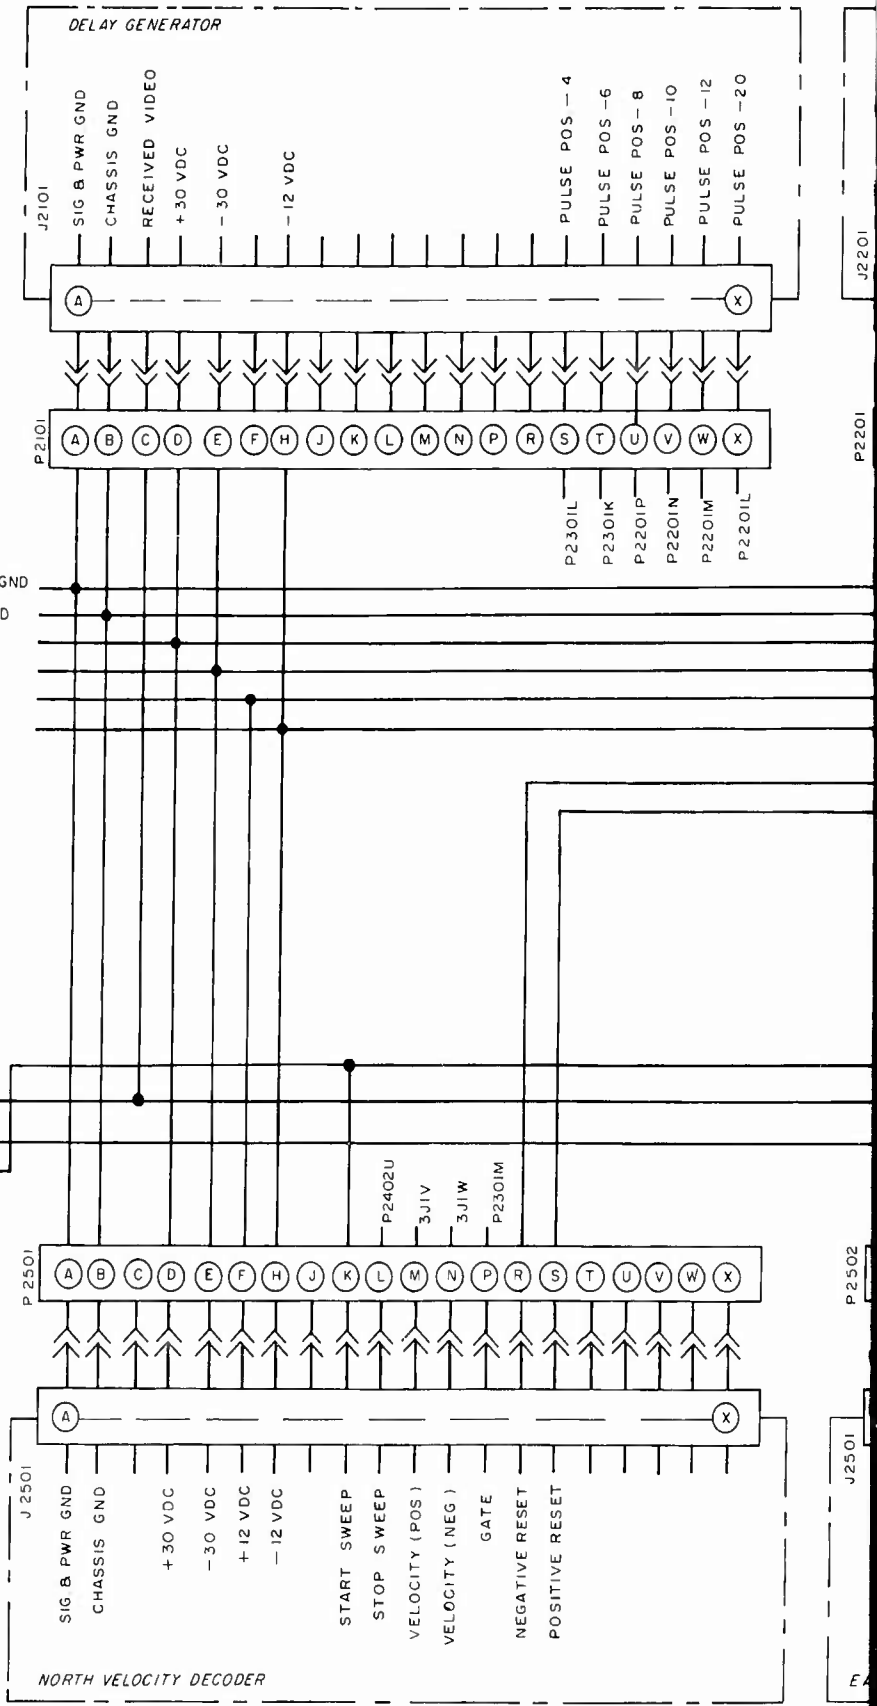 DELAY GENERATOR
J2101
SIG & PWR GND
CHASSIS GND
RECEIVED VIDEO
+30 VDC
-30 VDC
-12 VDC
PULSE POS-4
PULSE POS-6
PULSE POS-8
PULSE POS-10
PULSE POS-12
PULSE POS-20
J2201
A X
P2101
A B C D E F H J K L M N P R S T U V W X
P2201
P2301L
P2301K
P2201P
P2201N
P2201M
P2201L
GND
D
P2402U
3J1V
3J1W
P2301M
P2501
A B C D E F H J K L M N P R S T U V W X
P2502
A X
J2501
SIG & PWR GND
CHASSIS GND
+30 VDC
-30 VDC
+12 VDC
-12 VDC
START SWEEP
STOP SWEEP
VELOCITY (POS)
VELOCITY (NEG)
GATE
NEGATIVE RESET
POSITIVE RESET
J2501
NORTH VELOCITY DECODER
EA